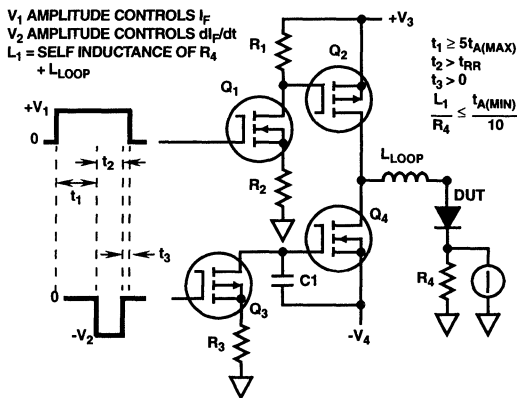 V1 AMPLITUDE CONTROLS IF
V2 AMPLITUDE CONTROLS dIF/dt
L1 = SELF INDUCTANCE OF R4
+ LLOOP
+V3
R1
Q2
t1 ≥ 5tA(MAX)
t2 > tRR
t3 > 0
L1/R4 ≤ tA(MIN)/10
Q1
+V1
0
t2
t1
t3
R2
LLOOP
DUT
Q4
C1
R4
0
-V2
Q3
R3
-V4